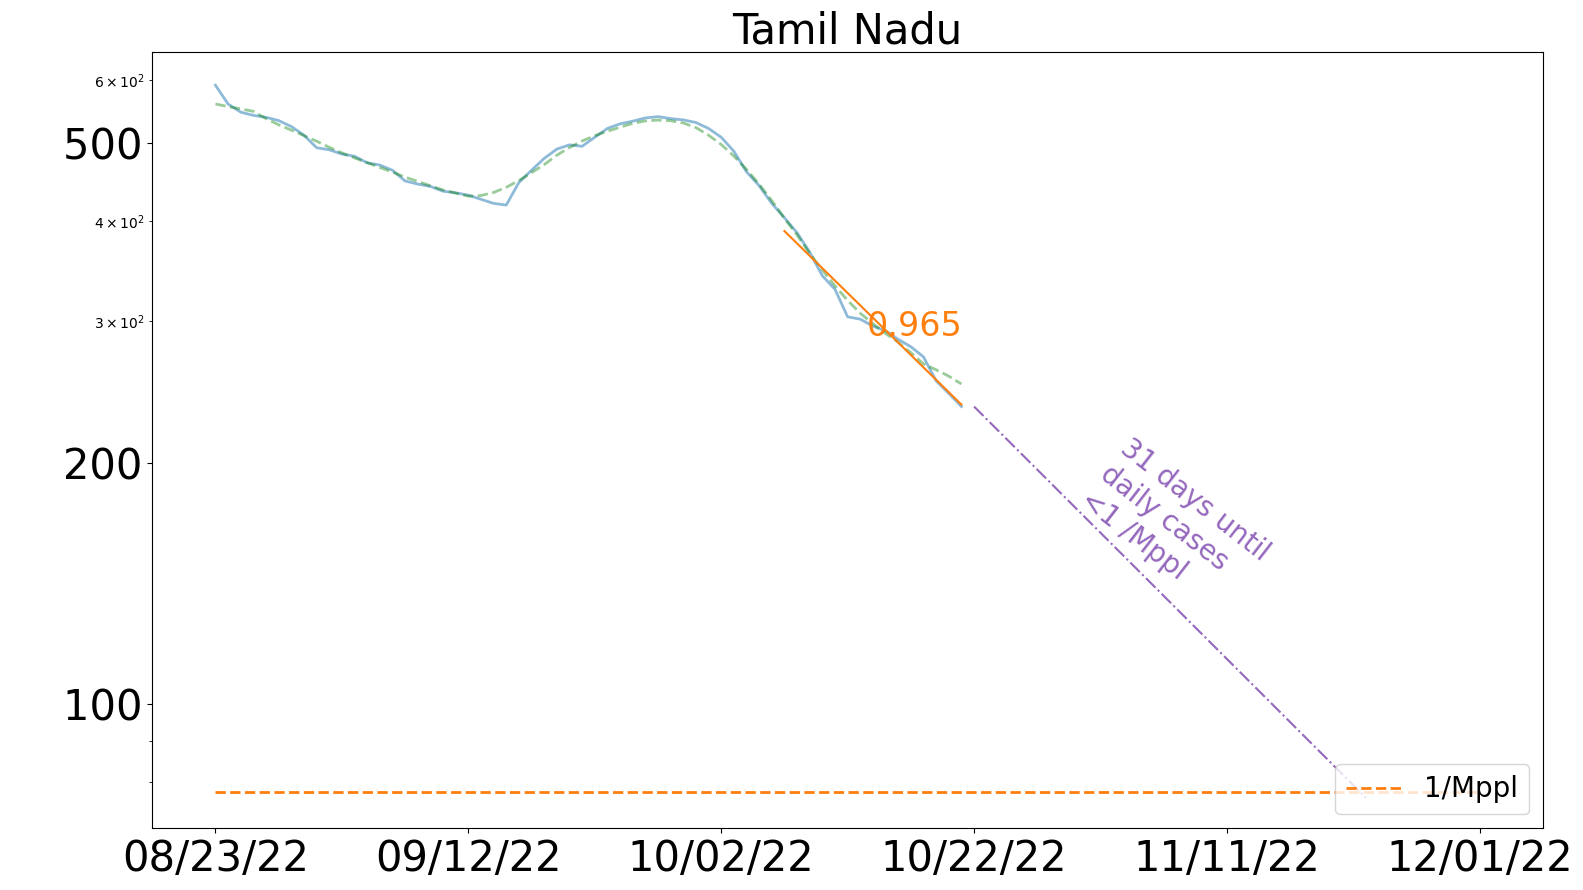 Tamil Nadu
6 × 10²
500
4 × 10²
3 × 10²
200
100
0.965
31 days until
daily cases
<1 /Mppl
1/Mppl
08/23/22 09/12/22 10/02/22 10/22/22 11/11/22 12/01/22